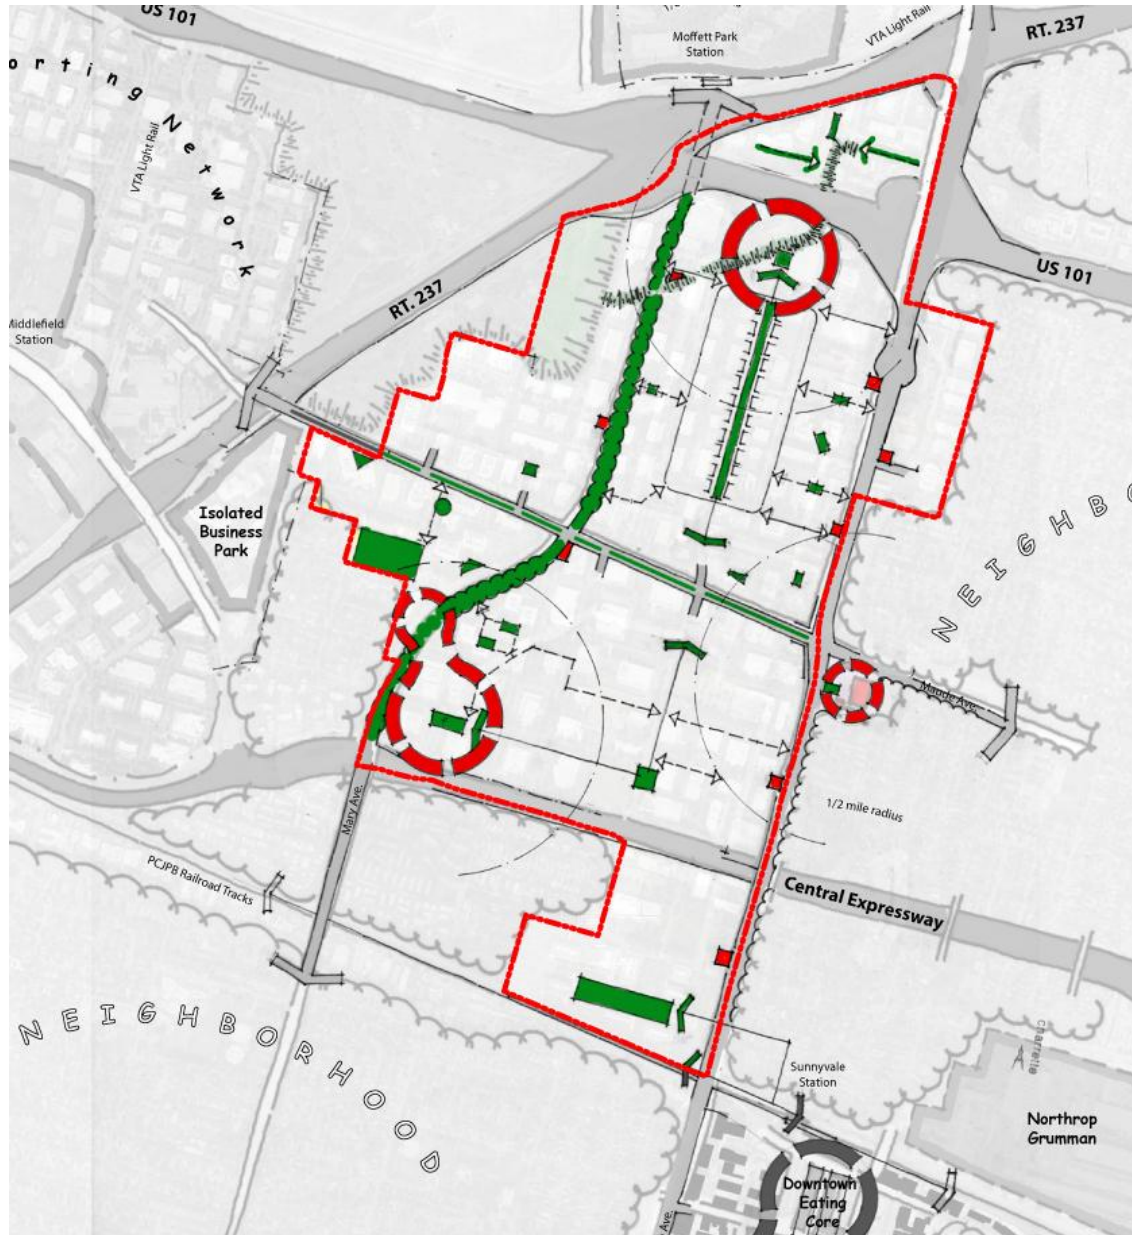 US 101
Moffett Park
Station
VTA Light Rail
RT. 237
orting Network
VTA Light Rail
US 101
RT. 237
Middlefield
Station
Isolated
Business
Park
NEIGHBO
Maude Ave.
1/2 mile radius
Mary Ave.
PCJPB Railroad Tracks
Central Expressway
NEIGHBORHOOD
Charrette
Sunnyvale
Station
Northrop
Grumman
Downtown
Eating
Core
Ave.